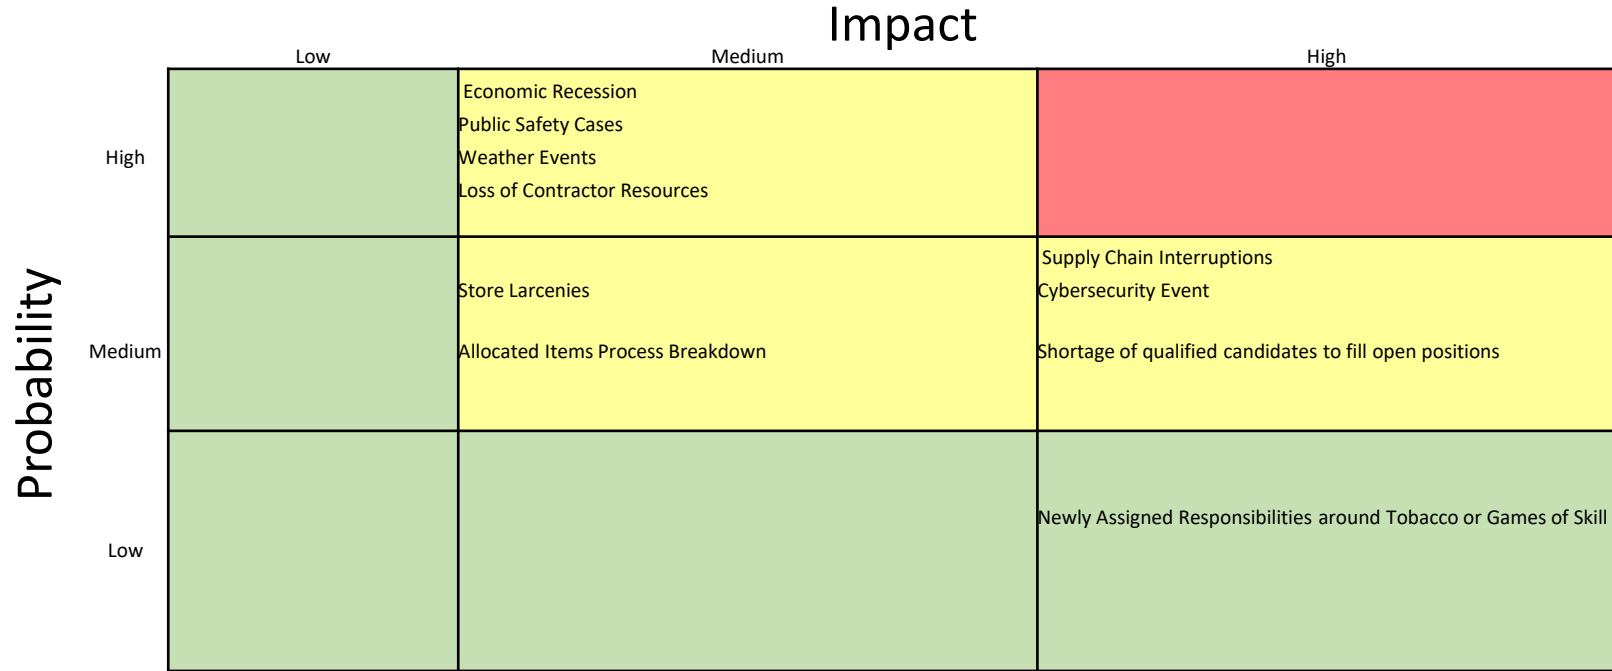 Impact
Low Medium High
High
Economic Recession
Public Safety Cases
Weather Events
Loss of Contractor Resources
Probability
Medium
Store Larcenies
Allocated Items Process Breakdown
Supply Chain Interruptions
Cybersecurity Event
Shortage of qualified candidates to fill open positions
Low
Newly Assigned Responsibilities around Tobacco or Games of Skill